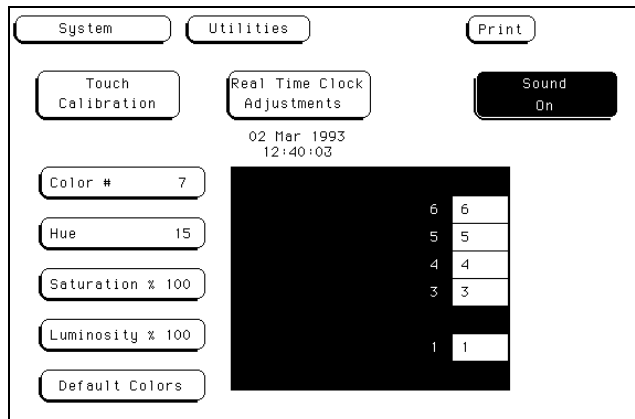 System Utilities Print
Touch Calibration
Real Time Clock Adjustments
Sound On
02 Mar 1993
12:40:03
Color # 7
6 6
Hue 15
5 5
4 4
Saturation % 100
3 3
Luminosity % 100
1 1
Default Colors